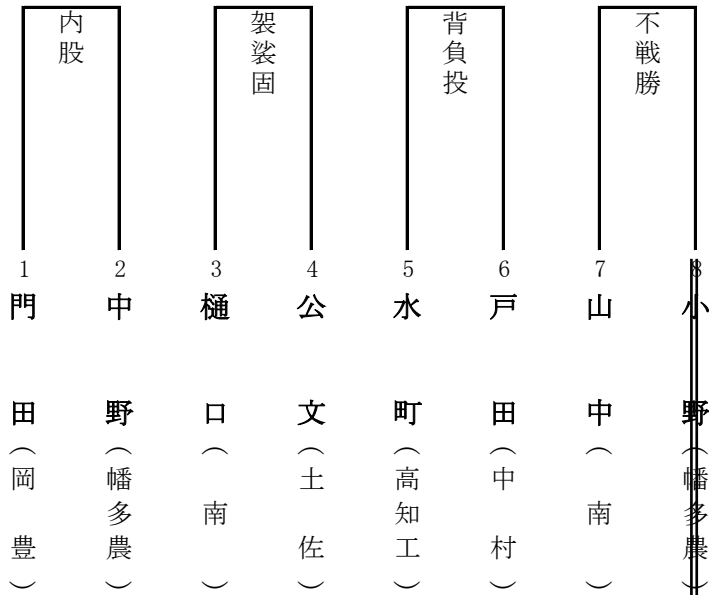 内股
袈裟固
背負投
不戦勝
1
門田(岡豊)
2
中野(幡多農)
3
樋口(南)
4
公文(土佐)
5
水町(高知工)
6
戸田(中村)
7
山中(南)
8
小野(幡多農)